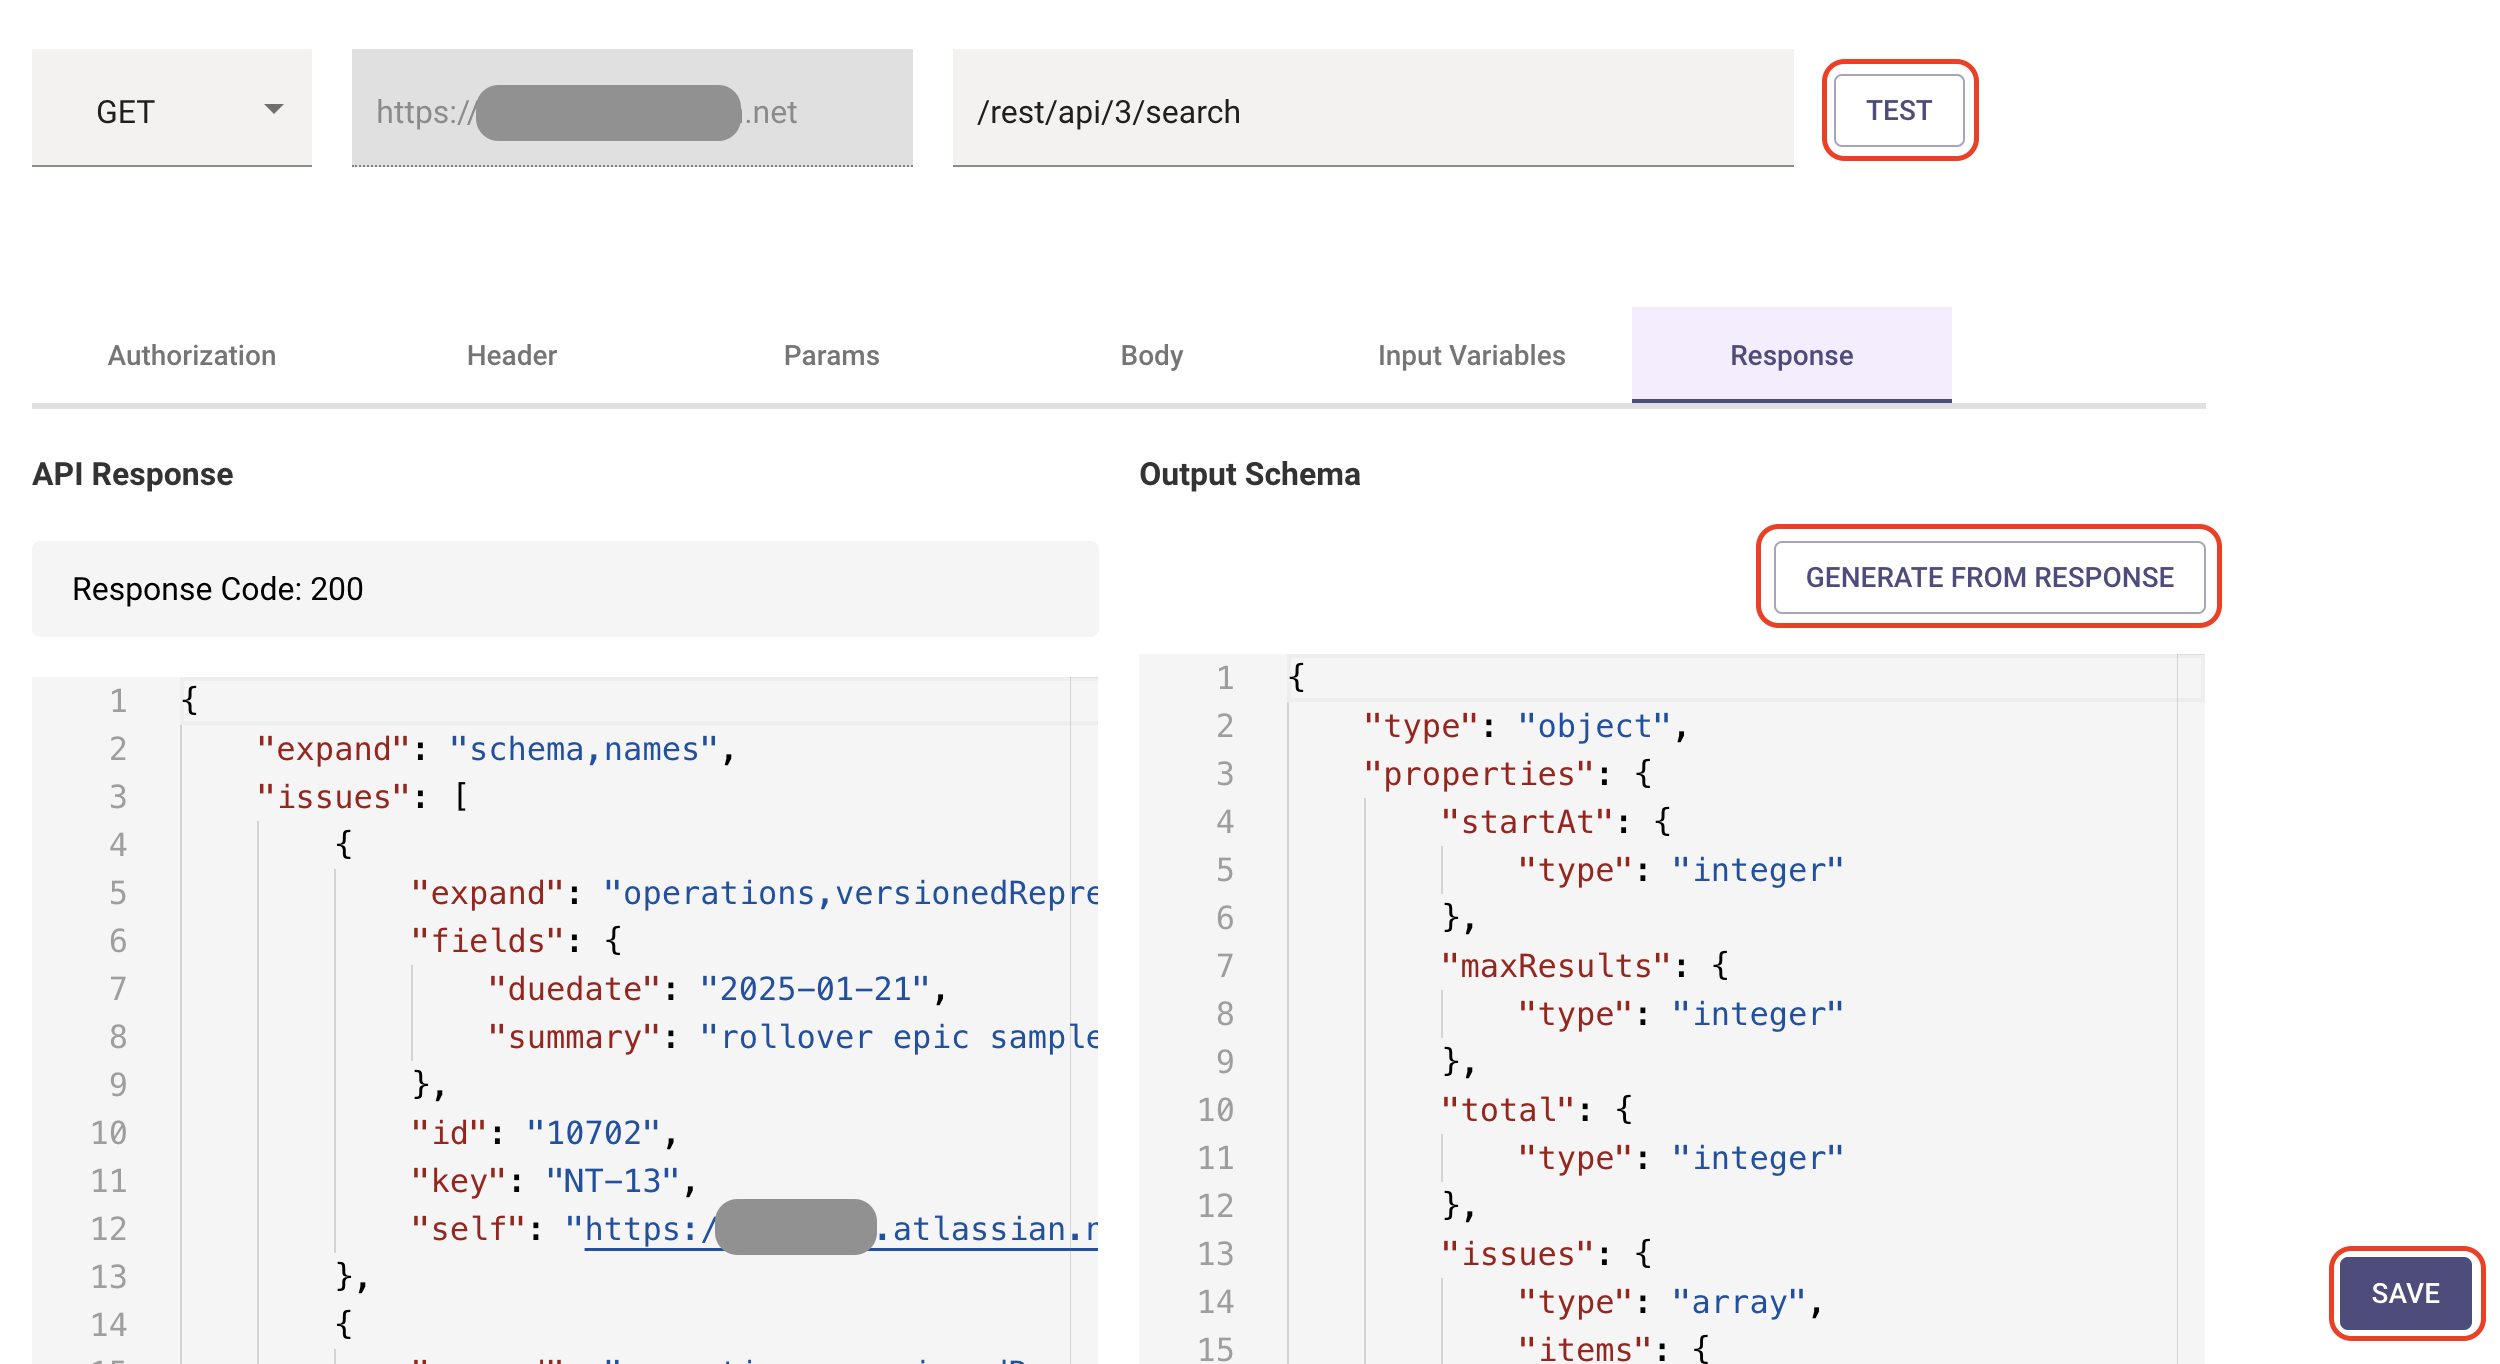 GET
https://
.net
/rest/api/3/search
TEST
Authorization
Header
Params
Body
Input Variables
Response
API Response
Response Code: 200
1 {
2 "expand": "schema,names",
3 "issues": [
4 {
5 "expand": "operations,versionedRepre
6 "fields": {
7 "duedate": "2025-01-21",
8 "summary": "rollover epic sample
9 },
10 "id": "10702",
11 "key": "NT-13",
12 "self": "https:/ .atlassian.n
13 },
14 {
Output Schema
GENERATE FROM RESPONSE
1 {
2 "type": "object",
3 "properties": {
4 "startAt": {
5 "type": "integer"
6 },
7 "maxResults": {
8 "type": "integer"
9 },
10 "total": {
11 "type": "integer"
12 },
13 "issues": {
14 "type": "array",
15 "items": {
SAVE